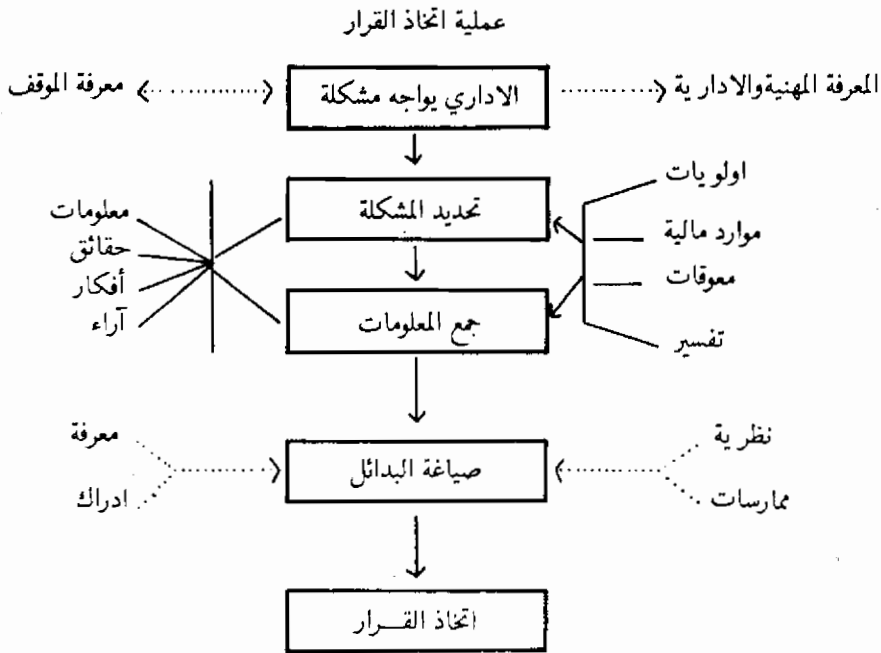 عملية اتخاذ القرار
المعرفة المهنية والادارية
الاداري يواجه مشكلة
معرفة الموقف
اولويات
تحديد المشكلة
معلومات
موارد مالية
حقائق
معوقات
أفكار
جمع المعلومات
آراء
تفسير
نظرية
معرفة
صياغة البدائل
ممارسات
ادراك
اتخاذ القـــرار